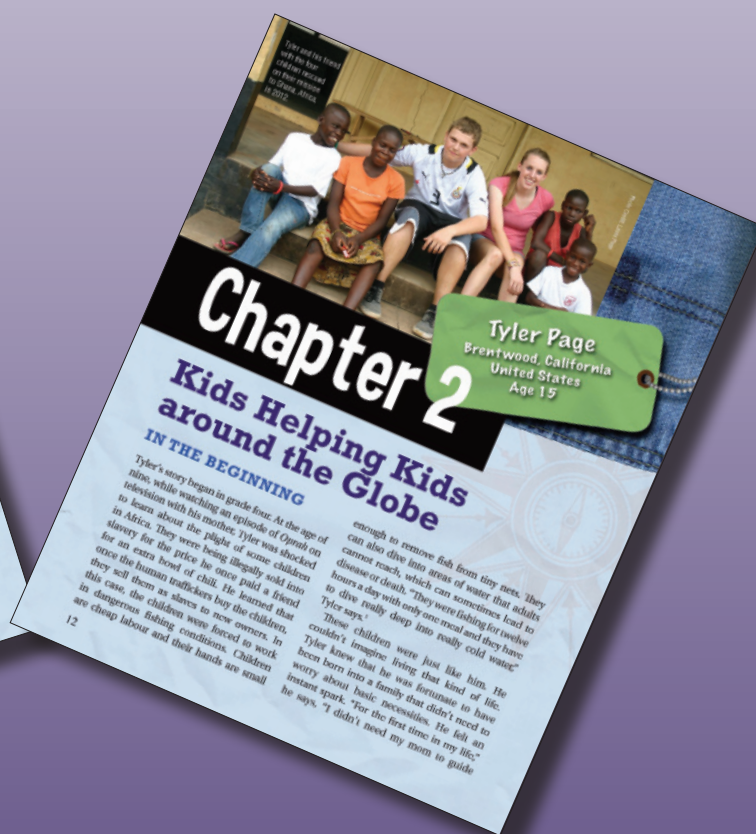 Tyler and his friend
with the four
children rescued
on their mission
to Ghana, Africa,
in 2012.
Chapter 2
Tyler Page
Brentwood, California
United States
Age 15
Kids Helping Kids
around the Globe
IN THE BEGINNING
Tyler's story began in grade four. At the age of
nine, while watching an episode of Oprah on
television with his mother, Tyler was shocked
to learn about the plight of some children
in Africa. They were being illegally sold into
slavery for the price he once paid a friend
for an extra bowl of chili. He learned that
once the human traffickers buy the children,
they sell them as slaves to new owners. In
this case, the children were forced to work
in dangerous fishing conditions. Children
are cheap labour and their hands are small
enough to remove fish from tiny nets. They
can also dive into areas of water that adults
cannot reach, which can sometimes lead to
disease or death. "They were fishing for twelve
hours a day with only one meal and they have
to dive really deep into really cold water,"
Tyler says.
These children were just like him. He
couldn't imagine living that kind of life.
Tyler knew that he was fortunate to have
been born into a family that didn't need to
worry about basic necessities. He felt an
instant spark. "For the first time in my life,"
he says, "I didn't need my mom to guide
12